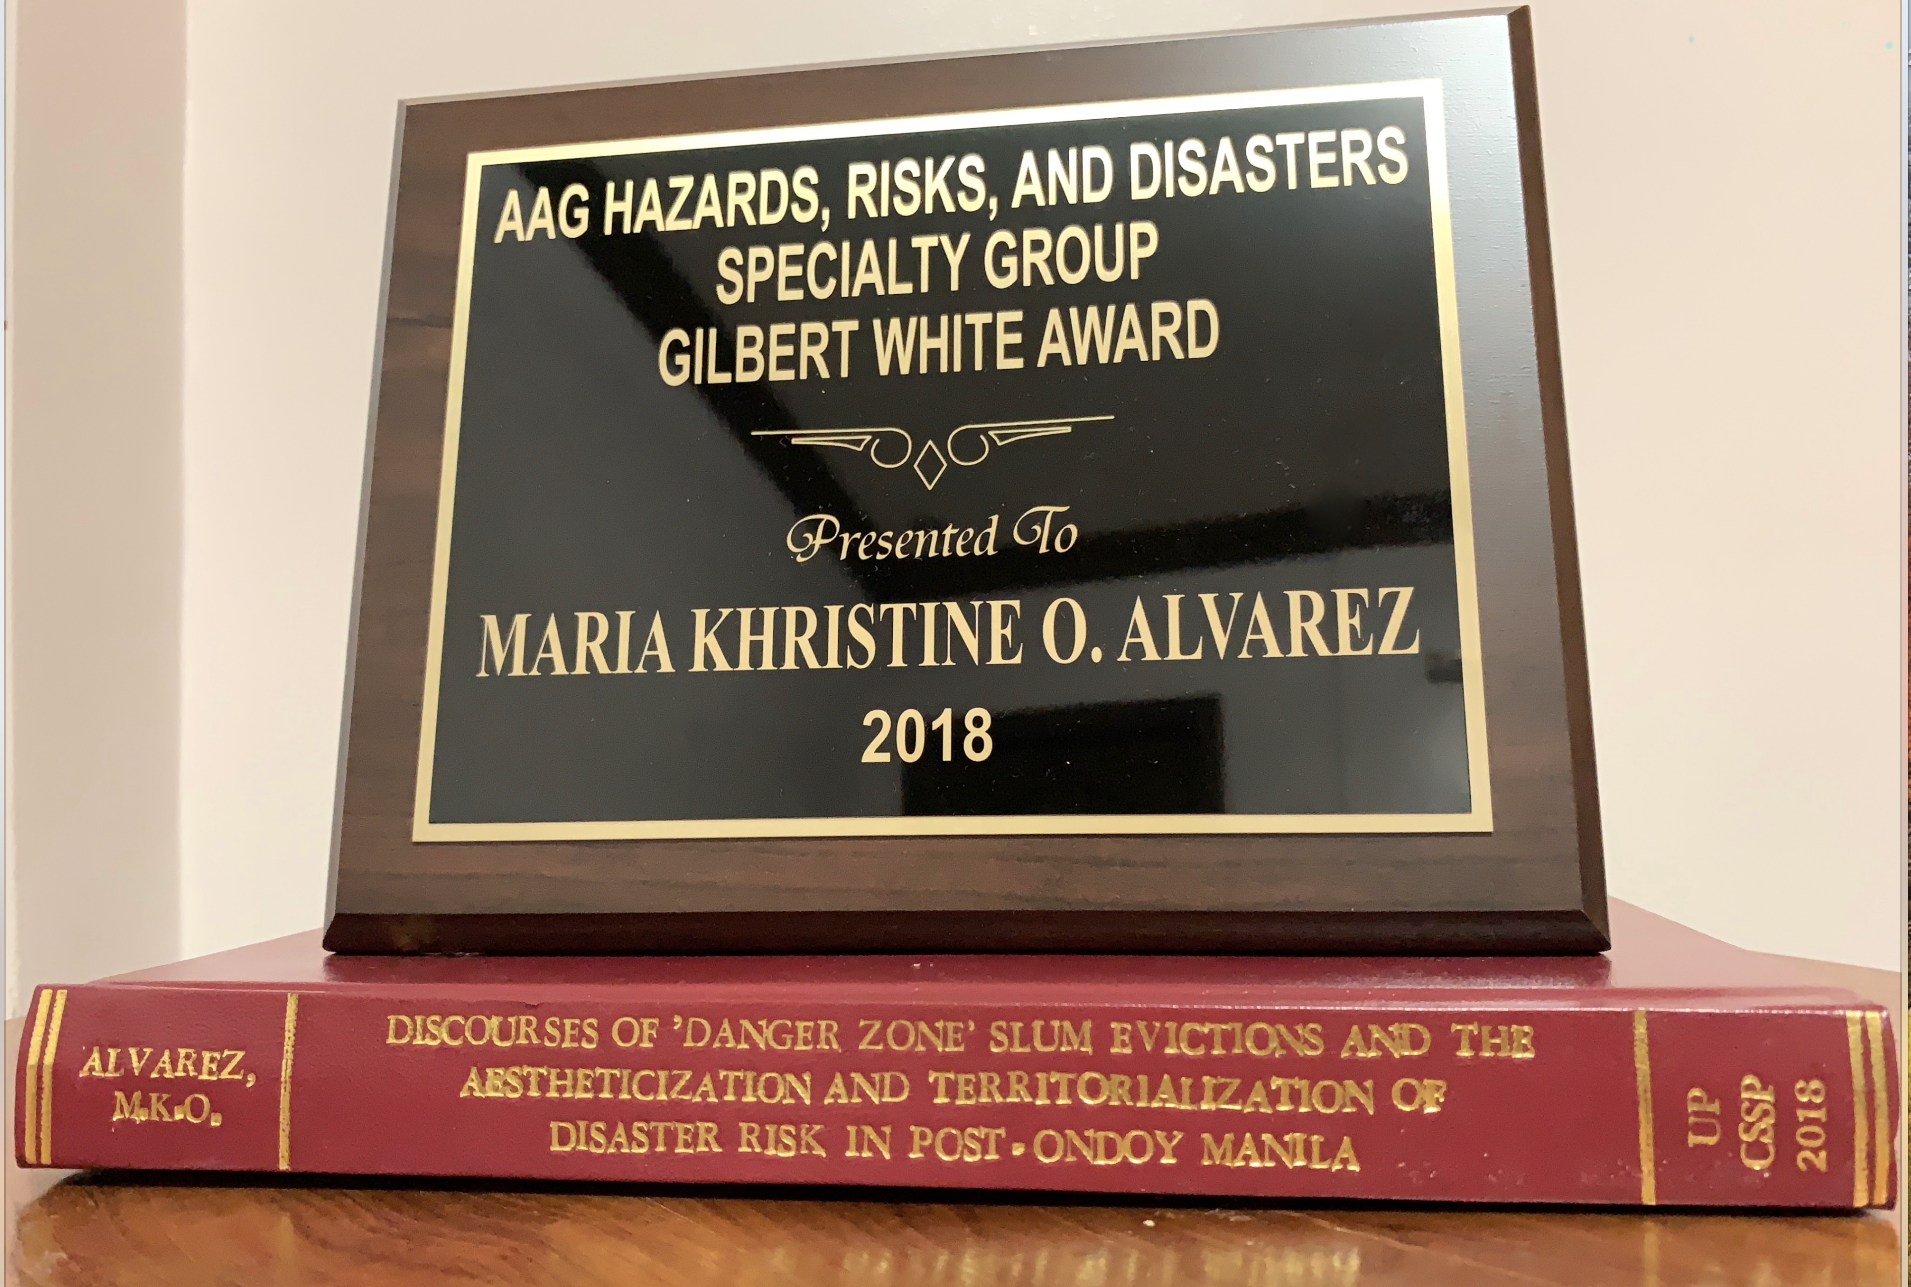 AAG HAZARDS, RISKS, AND DISASTERS
SPECIALTY GROUP
GILBERT WHITE AWARD
Presented To
MARIA KHRISTINE O. ALVAREZ
2018
ALVAREZ,
M.K.O.
DISCOURSES OF 'DANGER ZONE' SLUM EVICTIONS AND THE
AESTHETICIZATION AND TERRITORIALIZATION OF
DISASTER RISK IN POST-ONDOY MANILA
UP
CSSP
2018